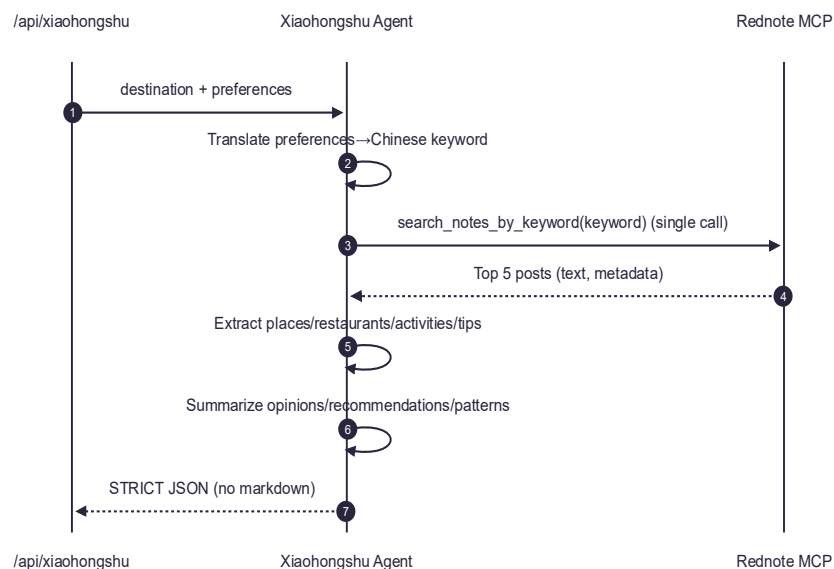 /api/xiaohongshu Xiaohongshu Agent Rednote MCP
destination + preferences
1
Translate preferences→Chinese keyword
2
search_notes_by_keyword(keyword) (single call)
3
Top 5 posts (text, metadata)
4
Extract places/restaurants/activities/tips
5
Summarize opinions/recommendations/patterns
6
STRICT JSON (no markdown)
7
/api/xiaohongshu Xiaohongshu Agent Rednote MCP